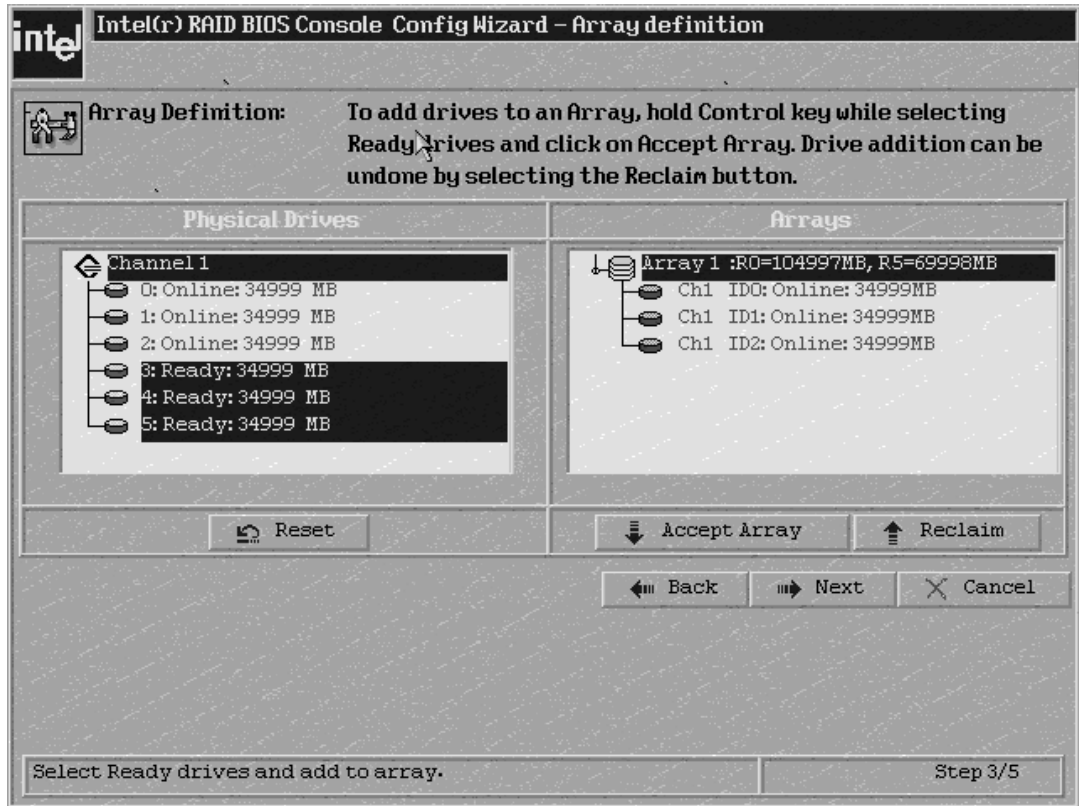 intel
Intel(r) RAID BIOS Console Config Wizard - Array definition
Array Definition:
To add drives to an Array, hold Control key while selecting
Ready drives and click on Accept Array. Drive addition can be
undone by selecting the Reclaim button.
Physical Drives
Channel 1
0: Online: 34999 MB
1: Online: 34999 MB
2: Online: 34999 MB
3: Ready: 34999 MB
4: Ready: 34999 MB
5: Ready: 34999 MB
Reset
Arrays
Array 1 :R0=104997MB, R5=69998MB
Ch1 ID0: Online: 34999MB
Ch1 ID1: Online: 34999MB
Ch1 ID2: Online: 34999MB
Accept Array
Reclaim
Back
Next
Cancel
Select Ready drives and add to array.
Step 3/5